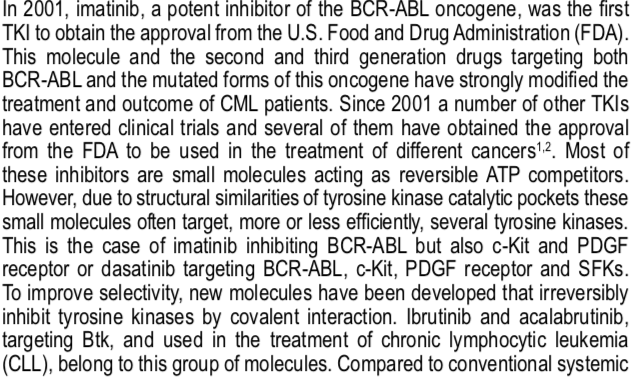 In 2001, imatinib, a potent inhibitor of the BCR-ABL oncogene, was the first
TKI to obtain the approval from the U.S. Food and Drug Administration (FDA).
This molecule and the second and third generation drugs targeting both
BCR-ABL and the mutated forms of this oncogene have strongly modified the
treatment and outcome of CML patients. Since 2001 a number of other TKIs
have entered clinical trials and several of them have obtained the approval
from the FDA to be used in the treatment of different cancers1,2. Most of
these inhibitors are small molecules acting as reversible ATP competitors.
However, due to structural similarities of tyrosine kinase catalytic pockets these
small molecules often target, more or less efficiently, several tyrosine kinases.
This is the case of imatinib inhibiting BCR-ABL but also c-Kit and PDGF
receptor or dasatinib targeting BCR-ABL, c-Kit, PDGF receptor and SFKs.
To improve selectivity, new molecules have been developed that irreversibly
inhibit tyrosine kinases by covalent interaction. Ibrutinib and acalabrutinib,
targeting Btk, and used in the treatment of chronic lymphocytic leukemia
(CLL), belong to this group of molecules. Compared to conventional systemic